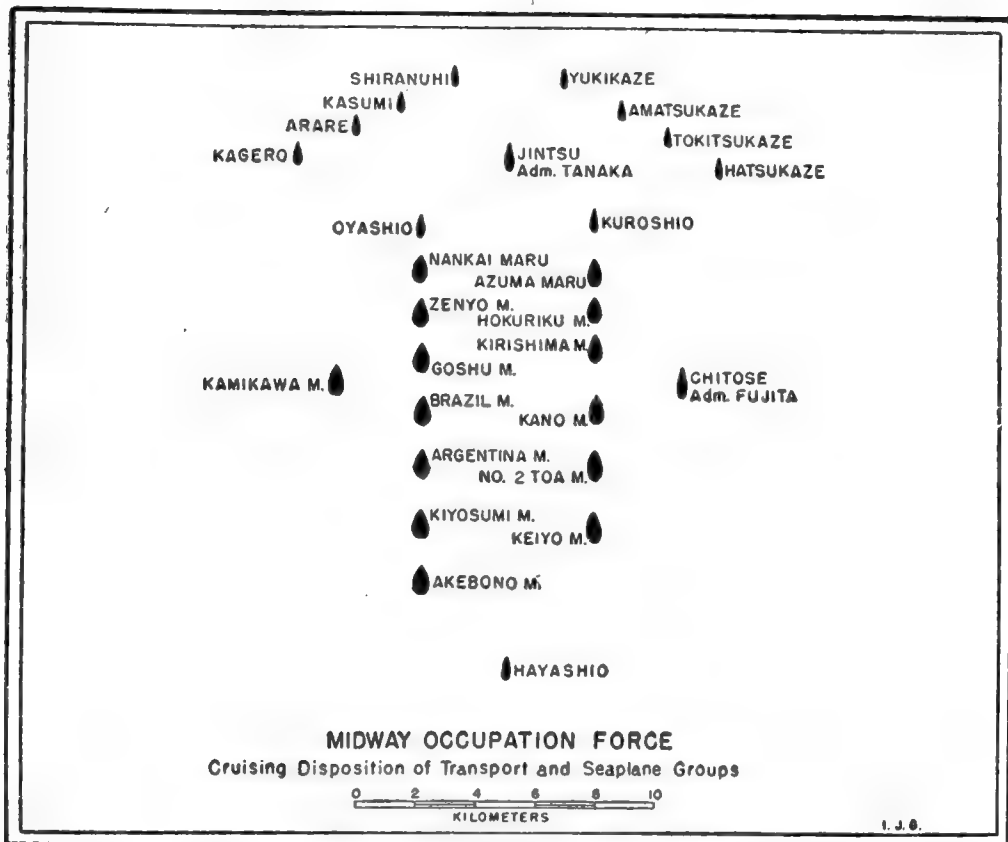 SHIRANUHI
YUKIKAZE
KASUMI
AMATSUKAZE
ARARE
TOKITSUKAZE
KAGERO
JINTSU
Adm. TANAKA
HATSUKAZE
OYASHIO
KUROSHIO
NANKAI MARU
AZUMA MARU
ZENYO M.
HOKURIKU M.
KIRISHIMA M.
GOSHU M.
KAMIKAWA M.
CHITOSE
Adm. FUJITA
BRAZIL M.
KANO M.
ARGENTINA M.
NO. 2 TOA M.
KIYOSUMI M.
KEIYO M.
AKEBONO M.
HAYASHIO
MIDWAY OCCUPATION FORCE
Cruising Disposition of Transport and Seaplane Groups
0 2 4 6 8 10
KILOMETERS